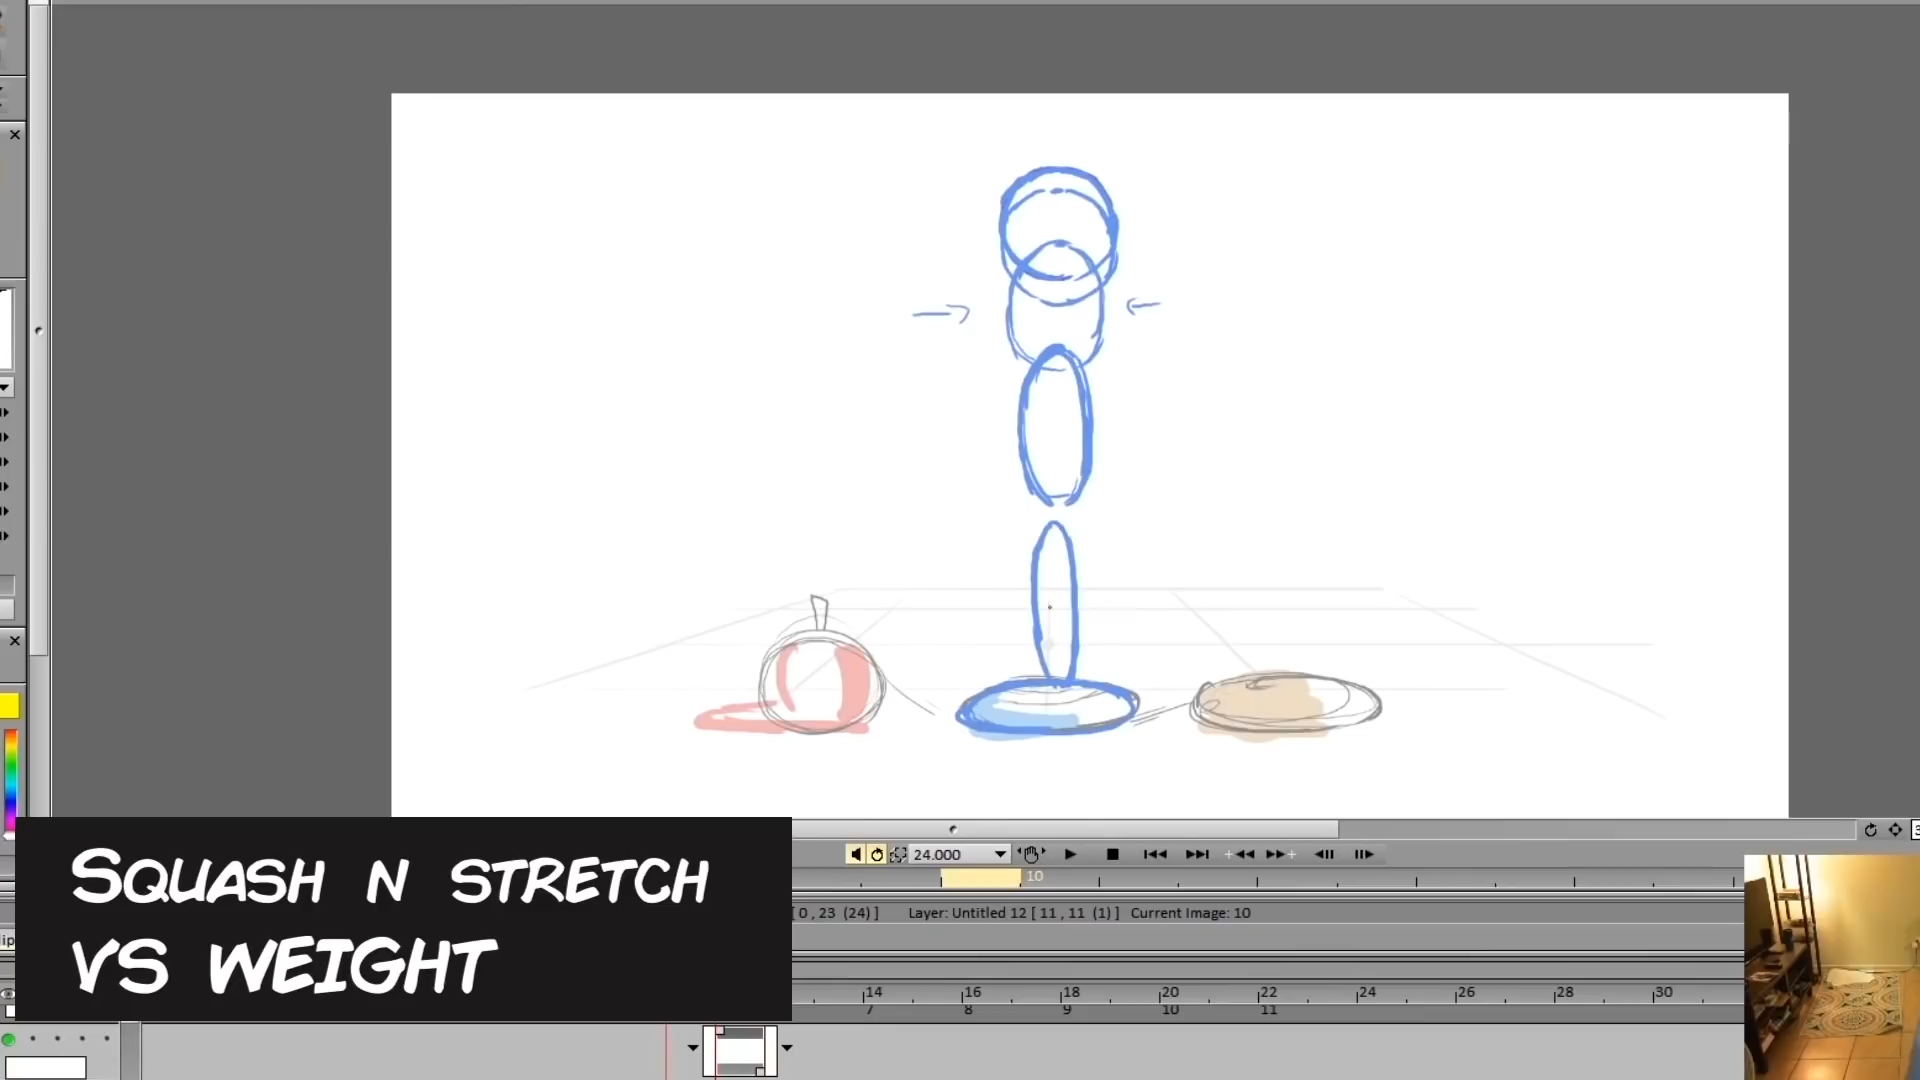 24.000
10
[ 0 , 23 (24) ] Layer: Untitled 12 [ 11 , 11 (1) ] Current Image: 10
SQUASH N STRETCH
VS WEIGHT
14 16 18 20 22 24 26 28 30
7 8 9 10 11